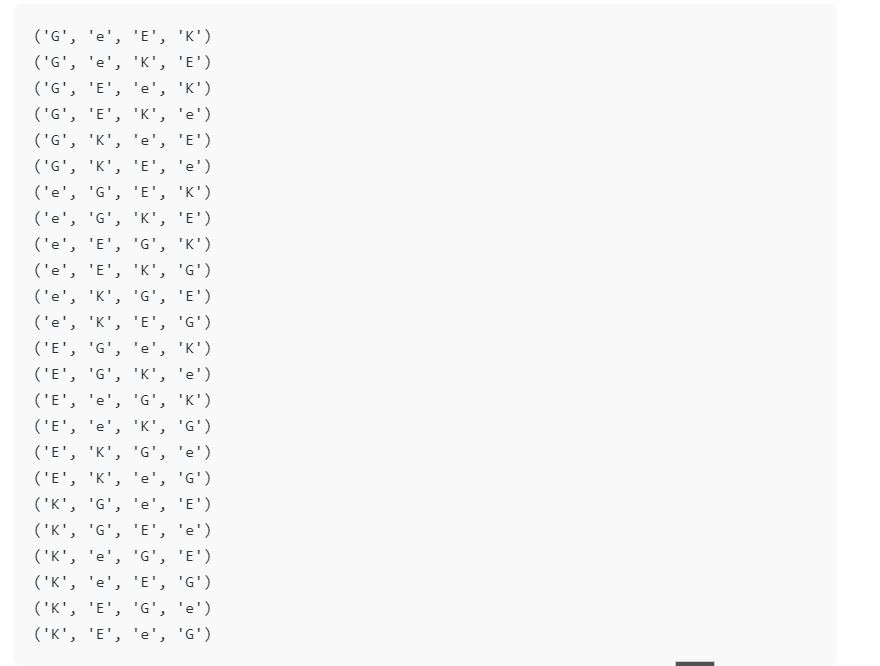 ('G', 'e', 'E', 'K')
('G', 'e', 'K', 'E')
('G', 'E', 'e', 'K')
('G', 'E', 'K', 'e')
('G', 'K', 'e', 'E')
('G', 'K', 'E', 'e')
('e', 'G', 'E', 'K')
('e', 'G', 'K', 'E')
('e', 'E', 'G', 'K')
('e', 'E', 'K', 'G')
('e', 'K', 'G', 'E')
('e', 'K', 'E', 'G')
('E', 'G', 'e', 'K')
('E', 'G', 'K', 'e')
('E', 'e', 'G', 'K')
('E', 'e', 'K', 'G')
('E', 'K', 'G', 'e')
('E', 'K', 'e', 'G')
('K', 'G', 'e', 'E')
('K', 'G', 'E', 'e')
('K', 'e', 'G', 'E')
('K', 'e', 'E', 'G')
('K', 'E', 'G', 'e')
('K', 'E', 'e', 'G')